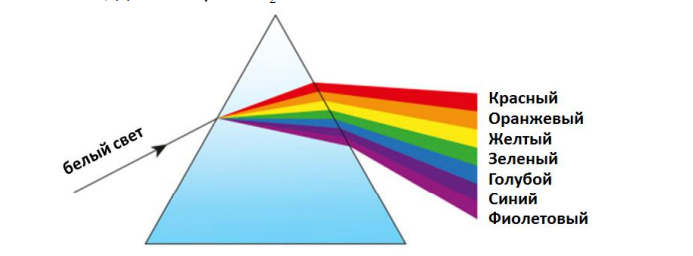 белый свет
Красный
Оранжевый
Желтый
Зеленый
Голубой
Синий
Фиолетовый